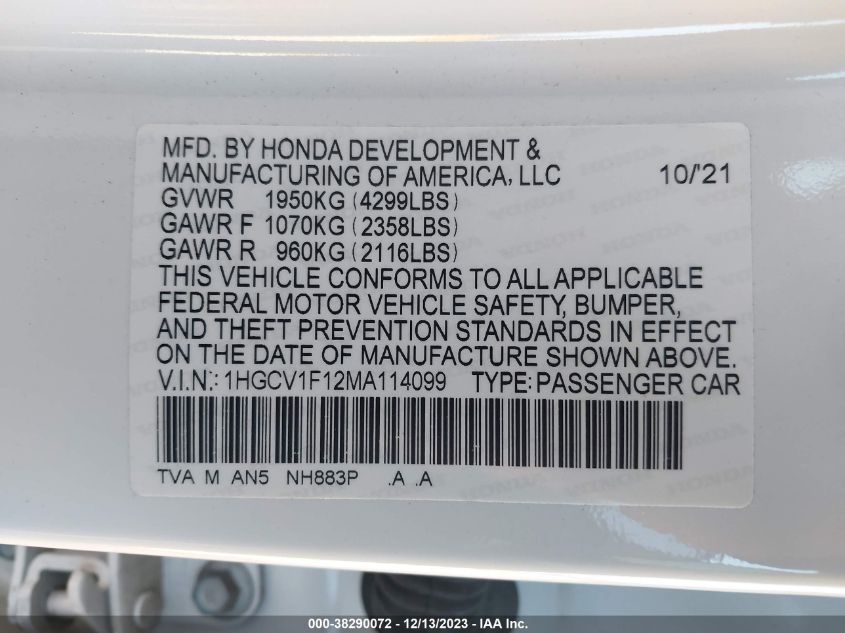 MFD. BY HONDA DEVELOPMENT &
MANUFACTURING OF AMERICA, LLC 10/'21
GVWR 1950KG (4299LBS)
GAWR F 1070KG (2358LBS)
GAWR R 960KG (2116LBS)
THIS VEHICLE CONFORMS TO ALL APPLICABLE
FEDERAL MOTOR VEHICLE SAFETY, BUMPER,
AND THEFT PREVENTION STANDARDS IN EFFECT
ON THE DATE OF MANUFACTURE SHOWN ABOVE.
V.I.N.: 1HGCV1F12MA114099 TYPE: PASSENGER CAR
TVA M AN5 NH883P .A .A
000-38290072 - 12/13/2023 - IAA Inc.